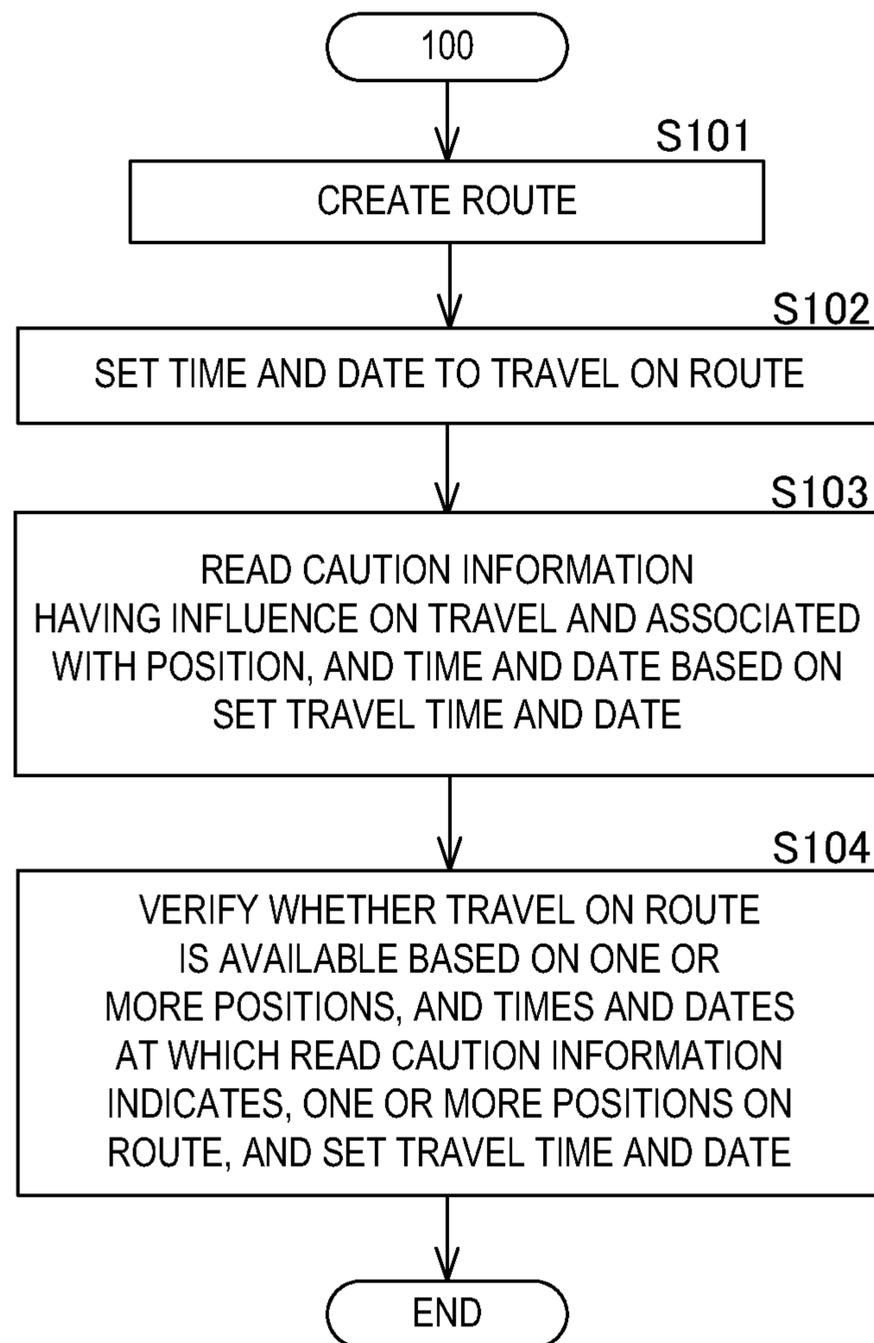 100
S101
CREATE ROUTE
S102
SET TIME AND DATE TO TRAVEL ON ROUTE
S103
READ CAUTION INFORMATION
HAVING INFLUENCE ON TRAVEL AND ASSOCIATED
WITH POSITION, AND TIME AND DATE BASED ON
SET TRAVEL TIME AND DATE
S104
VERIFY WHETHER TRAVEL ON ROUTE
IS AVAILABLE BASED ON ONE OR
MORE POSITIONS, AND TIMES AND DATES
AT WHICH READ CAUTION INFORMATION
INDICATES, ONE OR MORE POSITIONS ON
ROUTE, AND SET TRAVEL TIME AND DATE
END